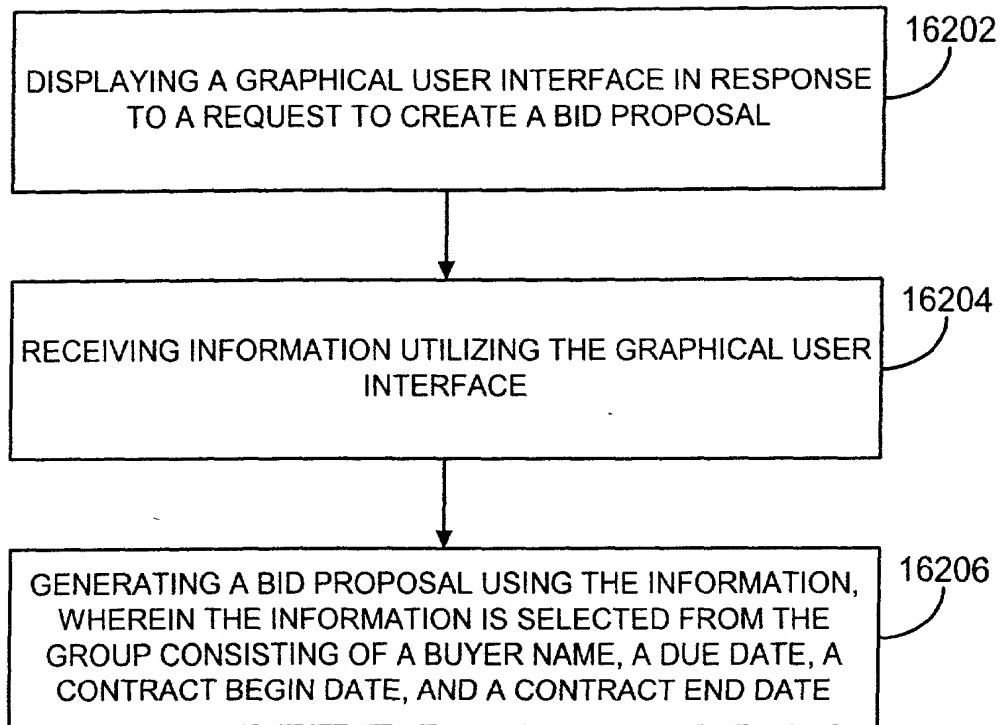 16202
DISPLAYING A GRAPHICAL USER INTERFACE IN RESPONSE
TO A REQUEST TO CREATE A BID PROPOSAL
16204
RECEIVING INFORMATION UTILIZING THE GRAPHICAL USER
INTERFACE
16206
GENERATING A BID PROPOSAL USING THE INFORMATION,
WHEREIN THE INFORMATION IS SELECTED FROM THE
GROUP CONSISTING OF A BUYER NAME, A DUE DATE, A
CONTRACT BEGIN DATE, AND A CONTRACT END DATE